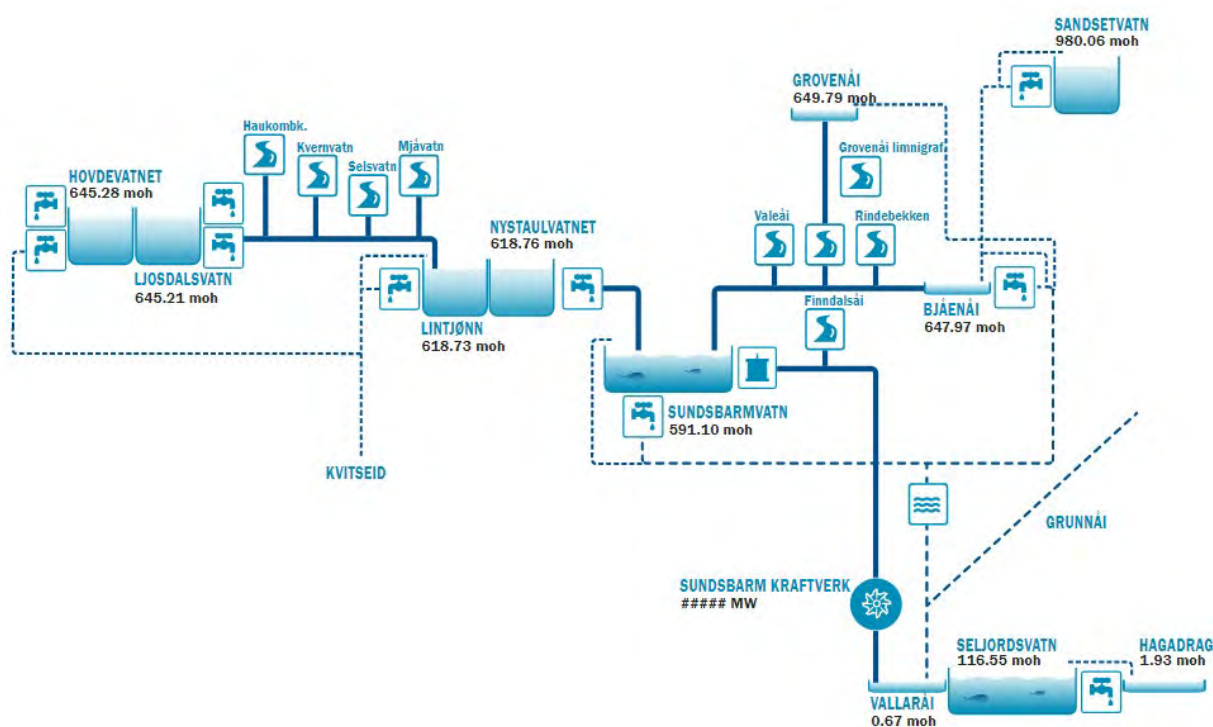 SANDSETVATN
980.06 moh
GROVENÅI
649.79 moh
Haukombk.
Kvernvatn
Selsvatn
Mjåvatn
Grovenåi limnigraf
HOVDEVATNET
645.28 moh
NYSTAULVATNET
618.76 moh
Valeåi
Rindebekken
LJOSDALSVATN
645.21 moh
LINTJØNN
618.73 moh
Finndalsåi
BJÅENÅI
647.97 moh
SUNDSBARMVATN
591.10 moh
KVITSEID
GRUNNÅI
SUNDSBARM KRAFTVERK
##### MW
SELJORDSVATN
116.55 moh
HAGADRAG
1.93 moh
VALLARÅI
0.67 moh